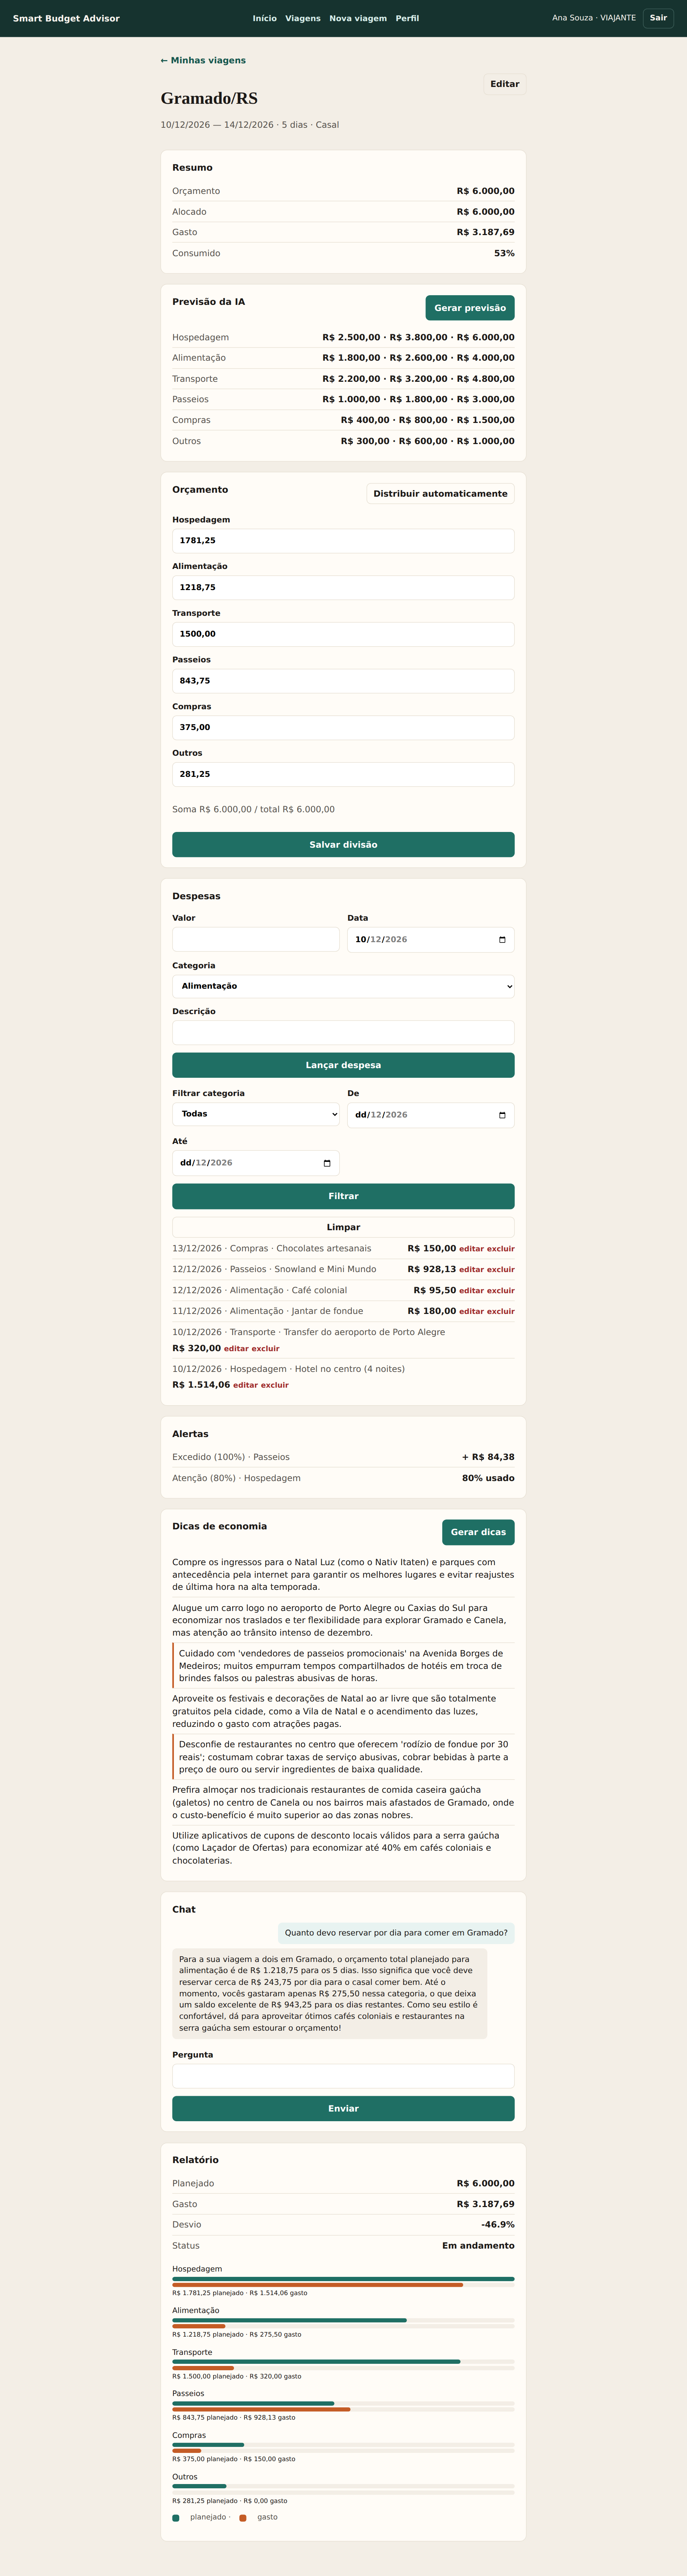 Smart Budget Advisor
Início Viagens Nova viagem Perfil
Ana Souza · VIAJANTE Sair
← Minhas viagens
Gramado/RS
Editar
10/12/2026 — 14/12/2026 · 5 dias · Casal
Resumo
Orçamento R$ 6.000,00
Alocado R$ 6.000,00
Gasto R$ 3.187,69
Consumido 53%
Previsão da IA Gerar previsão
Hospedagem R$ 2.500,00 · R$ 3.800,00 · R$ 6.000,00
Alimentação R$ 1.800,00 · R$ 2.600,00 · R$ 4.000,00
Transporte R$ 2.200,00 · R$ 3.200,00 · R$ 4.800,00
Passeios R$ 1.000,00 · R$ 1.800,00 · R$ 3.000,00
Compras R$ 400,00 · R$ 800,00 · R$ 1.500,00
Outros R$ 300,00 · R$ 600,00 · R$ 1.000,00
Orçamento Distribuir automaticamente
Hospedagem
1781,25
Alimentação
1218,75
Transporte
1500,00
Passeios
843,75
Compras
375,00
Outros
281,25
Soma R$ 6.000,00 / total R$ 6.000,00
Salvar divisão
Despesas
Valor Data
10/12/2026
Categoria
Alimentação
Descrição
Lançar despesa
Filtrar categoria De
Todas dd/12/2026
Até
dd/12/2026
Filtrar
Limpar
13/12/2026 · Compras · Chocolates artesanais R$ 150,00 editar excluir
12/12/2026 · Passeios · Snowland e Mini Mundo R$ 928,13 editar excluir
12/12/2026 · Alimentação · Café colonial R$ 95,50 editar excluir
11/12/2026 · Alimentação · Jantar de fondue R$ 180,00 editar excluir
10/12/2026 · Transporte · Transfer do aeroporto de Porto Alegre
R$ 320,00 editar excluir
10/12/2026 · Hospedagem · Hotel no centro (4 noites)
R$ 1.514,06 editar excluir
Alertas
Excedido (100%) · Passeios + R$ 84,38
Atenção (80%) · Hospedagem 80% usado
Dicas de economia Gerar dicas
Compre os ingressos para o Natal Luz (como o Nativ Itaten) e parques com
antecedência pela internet para garantir os melhores lugares e evitar reajustes
de última hora na alta temporada.
Alugue um carro logo no aeroporto de Porto Alegre ou Caxias do Sul para
economizar nos traslados e ter flexibilidade para explorar Gramado e Canela,
mas atenção ao trânsito intenso de dezembro.
Cuidado com 'vendedores de passeios promocionais' na Avenida Borges de
Medeiros; muitos empurram tempos compartilhados de hotéis em troca de
brindes falsos ou palestras abusivas de horas.
Aproveite os festivais e decorações de Natal ao ar livre que são totalmente
gratuitos pela cidade, como a Vila de Natal e o acendimento das luzes,
reduzindo o gasto com atrações pagas.
Desconfie de restaurantes no centro que oferecem 'rodízio de fondue por 30
reais'; costumam cobrar taxas de serviço abusivas, cobrar bebidas à parte a
preço de ouro ou servir ingredientes de baixa qualidade.
Prefira almoçar nos tradicionais restaurantes de comida caseira gaúcha
(galetos) no centro de Canela ou nos bairros mais afastados de Gramado, onde
o custo-benefício é muito superior ao das zonas nobres.
Utilize aplicativos de cupons de desconto locais válidos para a serra gaúcha
(como Laçador de Ofertas) para economizar até 40% em cafés coloniais e
chocolaterias.
Chat
Quanto devo reservar por dia para comer em Gramado?
Para a sua viagem a dois em Gramado, o orçamento total planejado para
alimentação é de R$ 1.218,75 para os 5 dias. Isso significa que você deve
reservar cerca de R$ 243,75 por dia para o casal comer bem. Até o
momento, vocês gastaram apenas R$ 275,50 nessa categoria, o que deixa
um saldo excelente de R$ 943,25 para os dias restantes. Como seu estilo é
confortável, dá para aproveitar ótimos cafés coloniais e restaurantes na
serra gaúcha sem estourar o orçamento!
Pergunta
Enviar
Relatório
Planejado R$ 6.000,00
Gasto R$ 3.187,69
Desvio -46.9%
Status Em andamento
Hospedagem
R$ 1.781,25 planejado · R$ 1.514,06 gasto
Alimentação
R$ 1.218,75 planejado · R$ 275,50 gasto
Transporte
R$ 1.500,00 planejado · R$ 320,00 gasto
Passeios
R$ 843,75 planejado · R$ 928,13 gasto
Compras
R$ 375,00 planejado · R$ 150,00 gasto
Outros
R$ 281,25 planejado · R$ 0,00 gasto
planejado · gasto